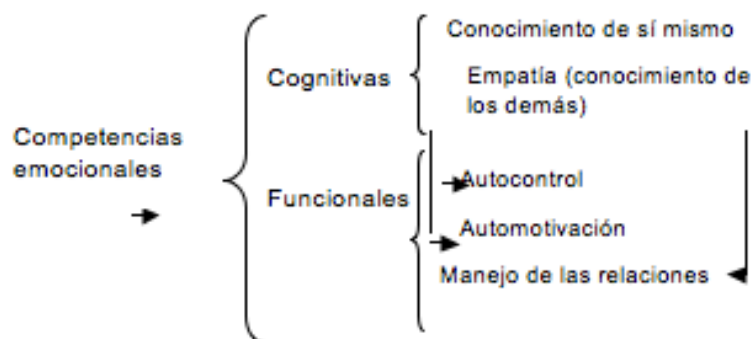 Conocimiento de sí mismo
Cognitivas
Empatía (conocimiento de
los demás)
Competencias
emocionales
Funcionales
Autocontrol
Automotivación
Manejo de las relaciones